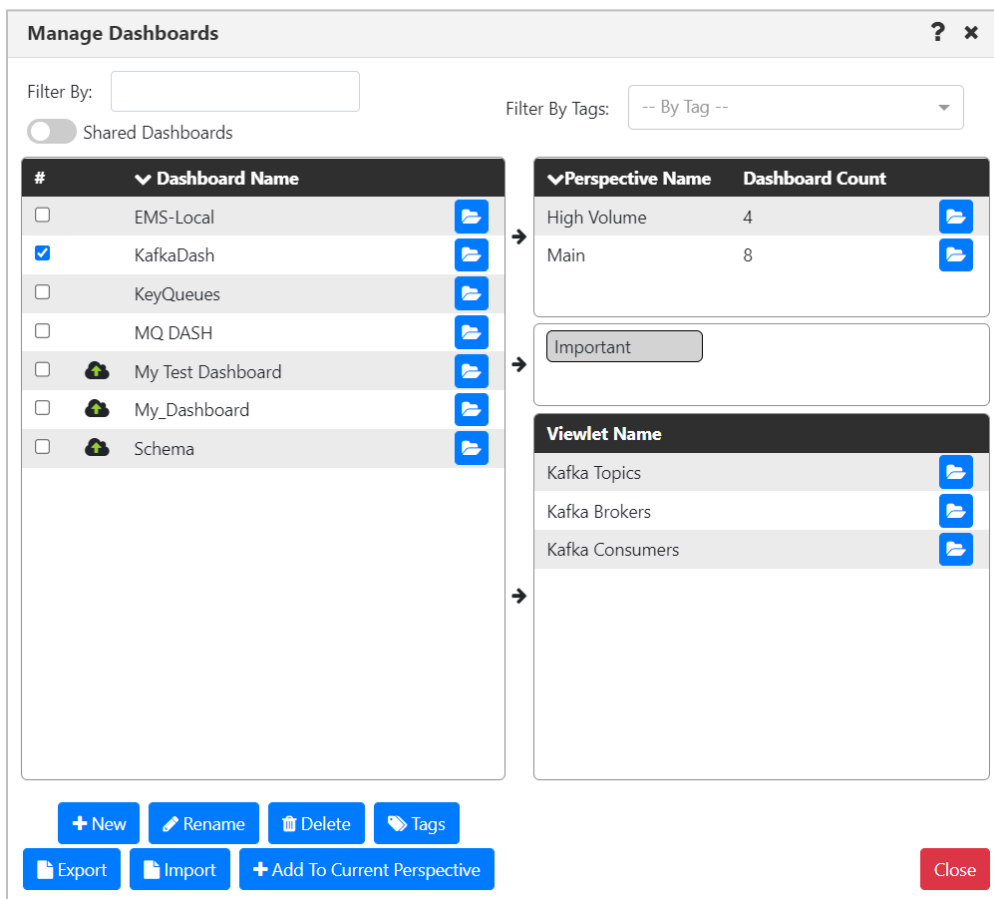 Manage Dashboards ? ×
Filter By:
Shared Dashboards
Filter By Tags: -- By Tag --
# Dashboard Name
EMS-Local
KafkaDash
KeyQueues
MQ DASH
My Test Dashboard
My_Dashboard
Schema
Perspective Name Dashboard Count
High Volume 4
Main 8
Important
Viewlet Name
Kafka Topics
Kafka Brokers
Kafka Consumers
+ New Rename Delete Tags
Export Import + Add To Current Perspective Close